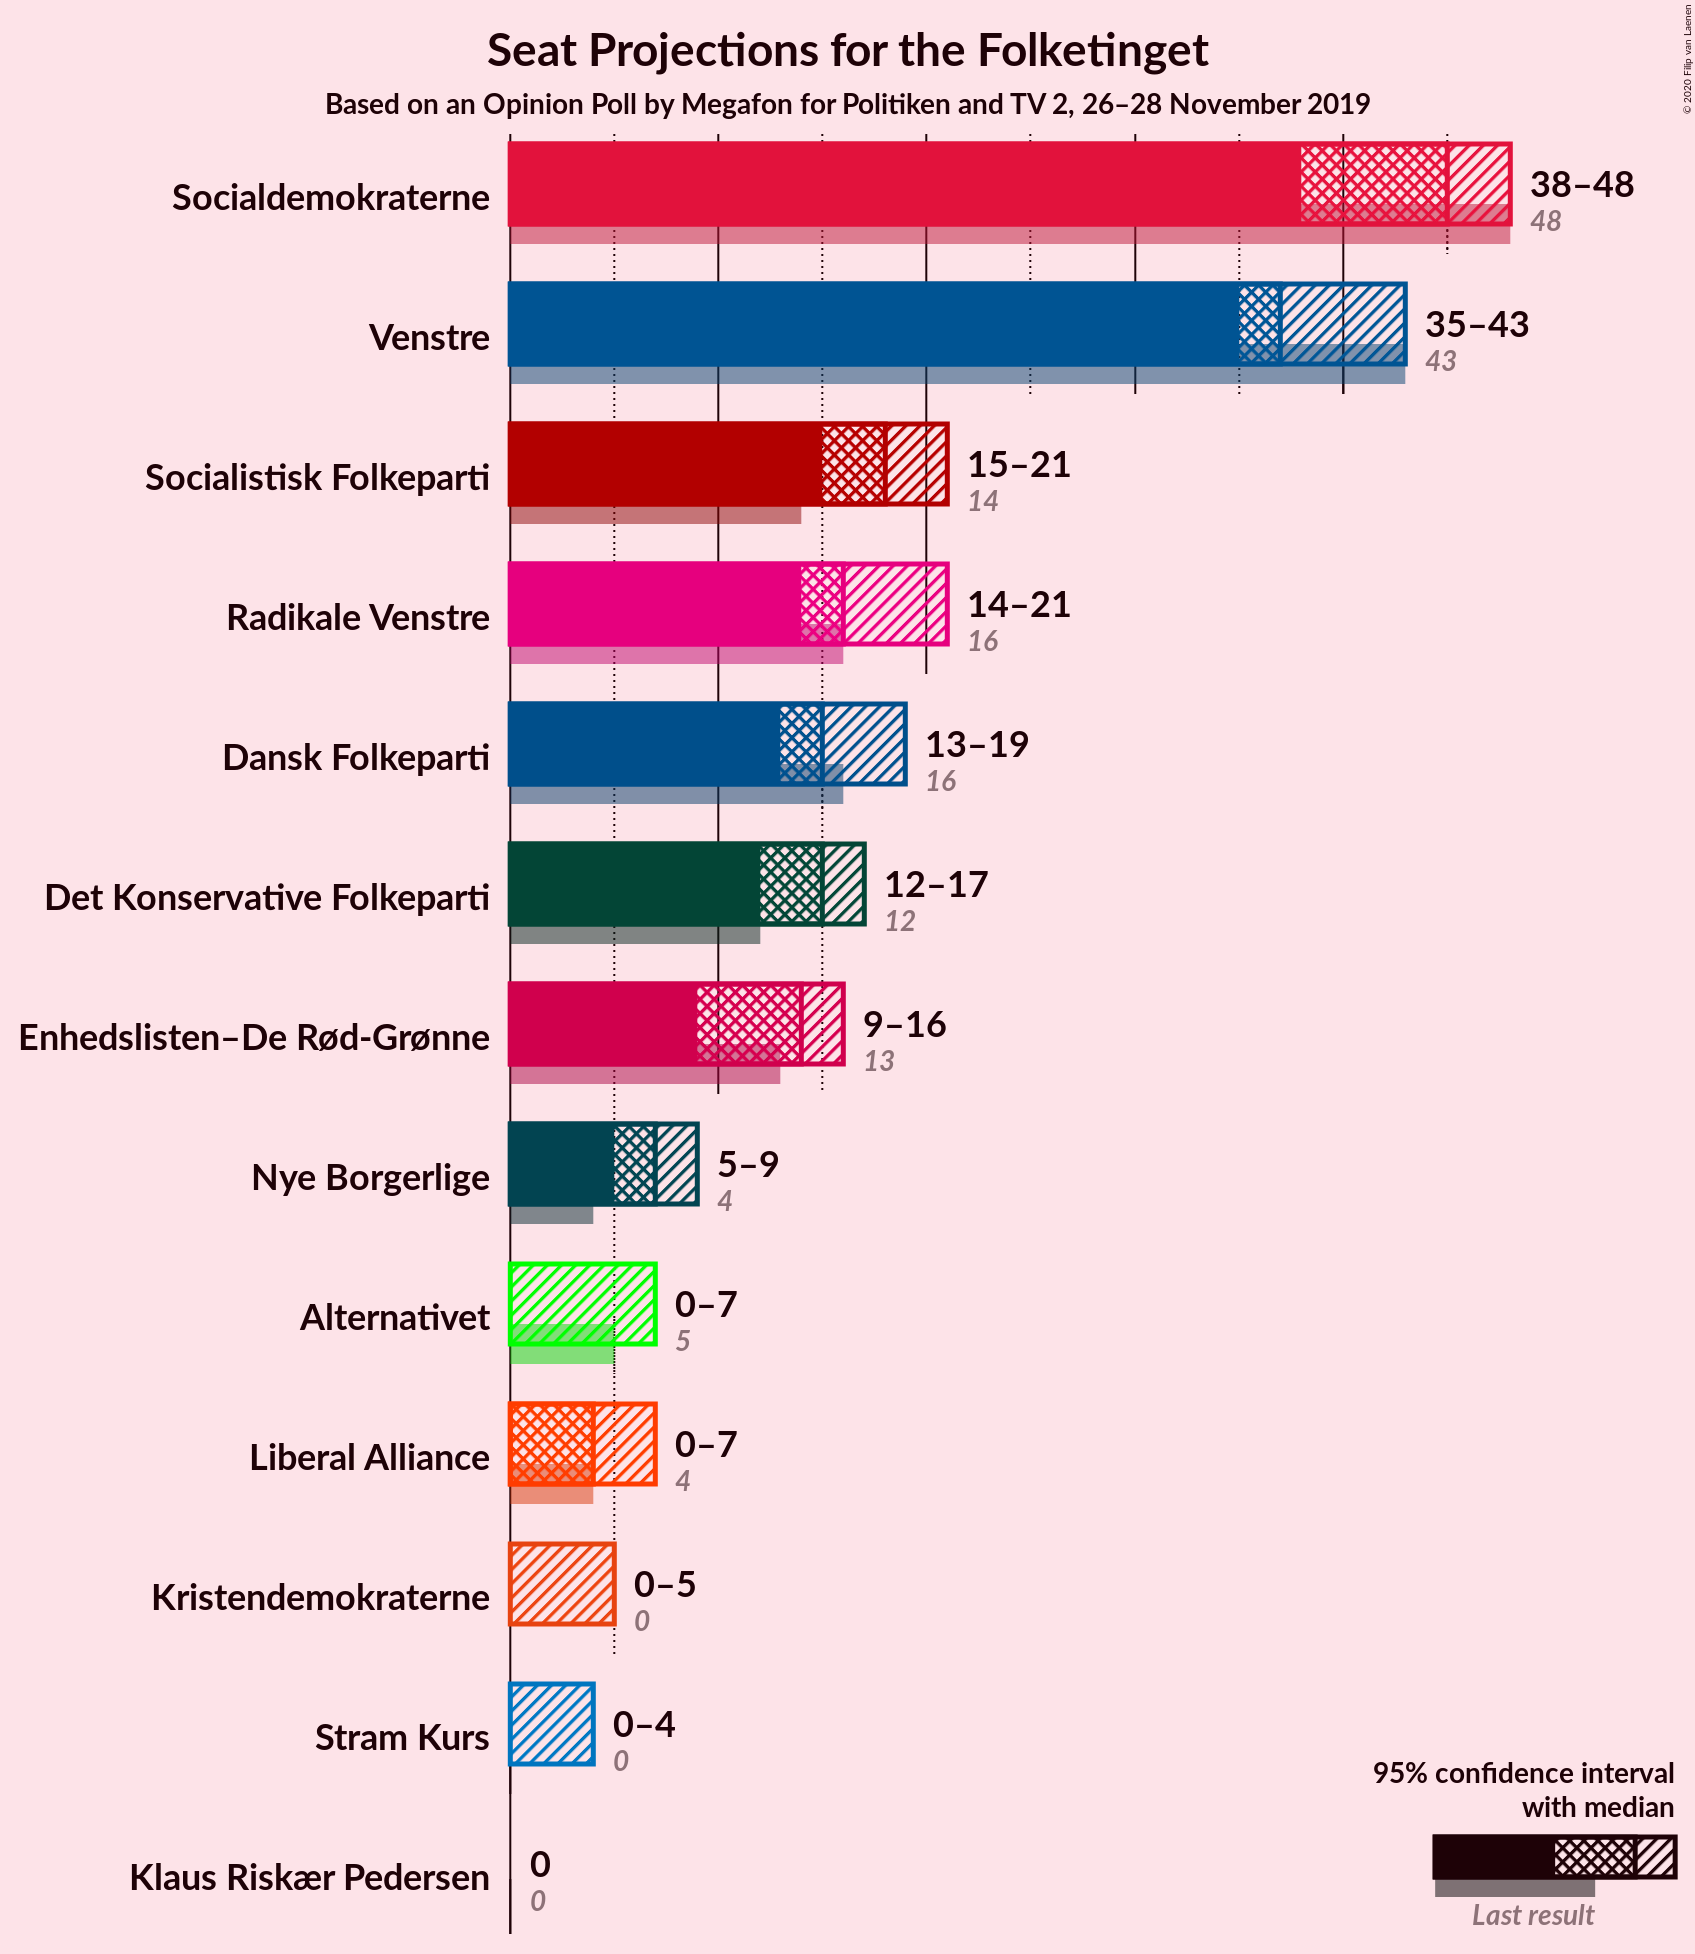 Seat Projections for the Folketinget
Based on an Opinion Poll by Megafon for Politiken and TV 2, 26–28 November 2019
© 2020 Filip van Laenen
Socialdemokraterne
38–48
48
Venstre
35–43
43
Socialistisk Folkeparti
15–21
14
Radikale Venstre
14–21
16
Dansk Folkeparti
13–19
16
Det Konservative Folkeparti
12–17
12
Enhedslisten–De Rød-Grønne
9–16
13
Nye Borgerlige
5–9
4
Alternativet
0–7
5
Liberal Alliance
0–7
4
Kristendemokraterne
0–5
0
Stram Kurs
0–4
0
Klaus Riskær Pedersen
0
0
95% confidence interval
with median
Last result